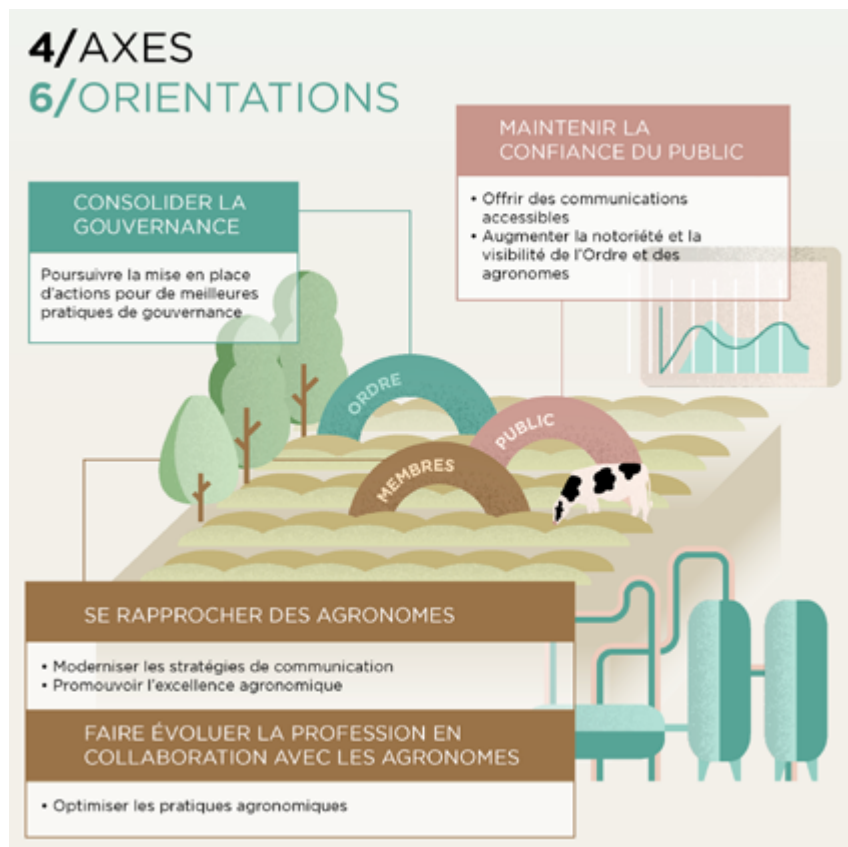 4/AXES
6/ORIENTATIONS
CONSOLIDER LA
GOUVERNANCE
Poursuivre la mise en place
d'actions pour de meilleures
pratiques de gouvernance
MAINTENIR LA
CONFIANCE DU PUBLIC
• Offrir des communications
accessibles
• Augmenter la notoriété et la
visibilité de l'Ordre et des
agronomes
ORDRE
PUBLIC
MEMBRES
SE RAPPROCHER DES AGRONOMES
• Moderniser les stratégies de communication
• Promouvoir l'excellence agronomique
FAIRE ÉVOLUER LA PROFESSION EN
COLLABORATION AVEC LES AGRONOMES
• Optimiser les pratiques agronomiques